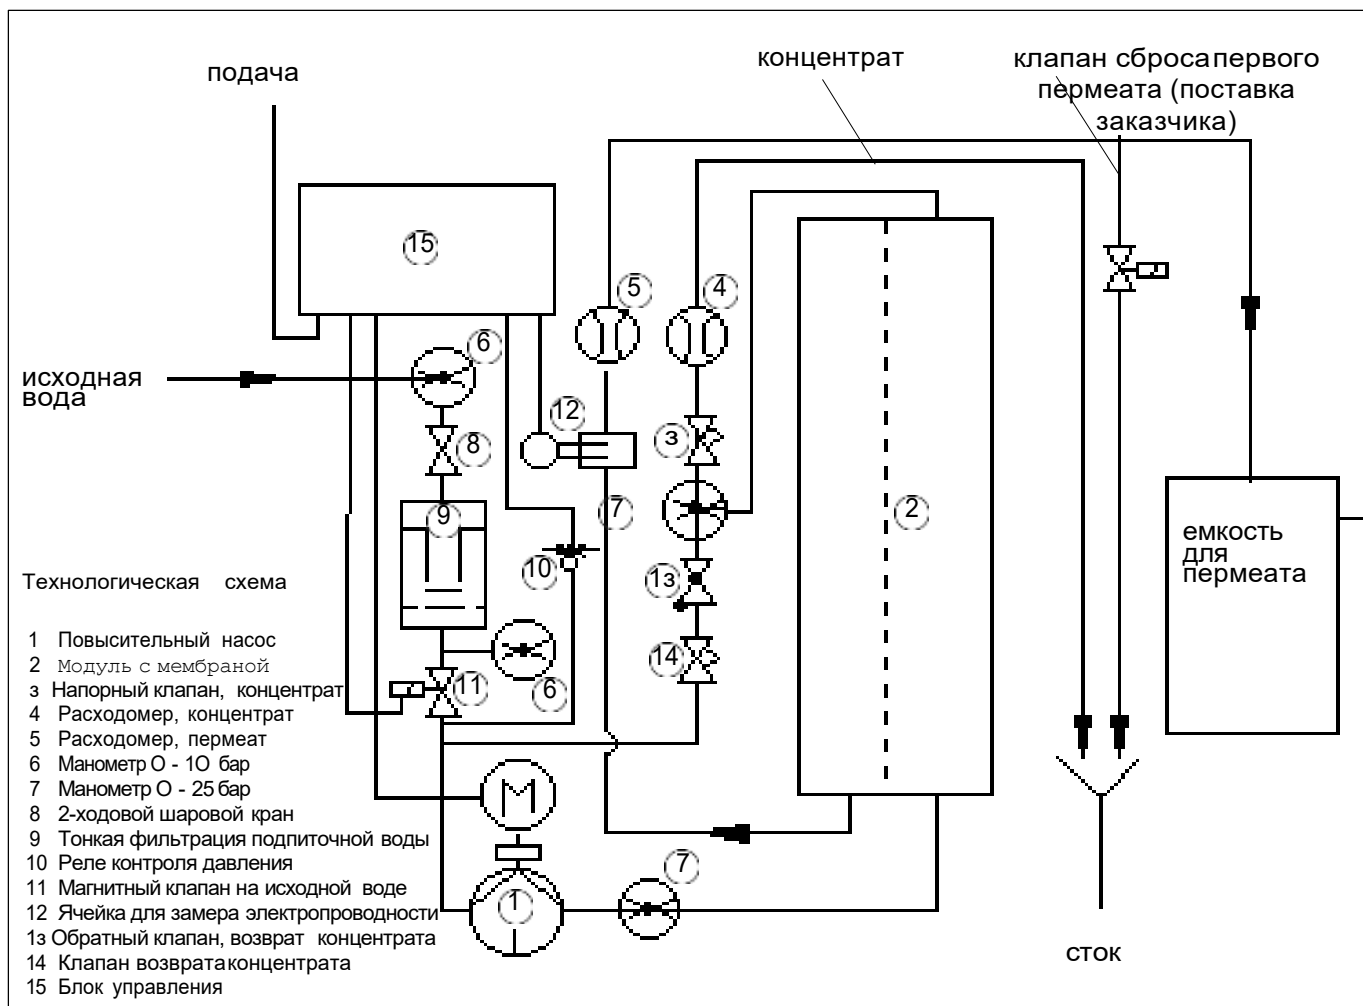 подача
концентрат
клапан сброса первого
пермеата (поставка
заказчика)
15
5
4
6
исходная
вода
12
8
з
9
7
2
емкость
для
пермеата
10
1з
Технологическая схема
14
11
6
1 Повысительный насос
2 Модуль с мембраной
з Напорный клапан, концентрат
4 Расходомер, концентрат
5 Расходомер, пермеат
6 Манометр О - 1О бар
7 Манометр О - 25 бар
8 2-ходовой шаровой кран
9 Тонкая фильтрация подпиточной воды
10 Реле контроля давления
11 Магнитный клапан на исходной воде
12 Ячейка для замера электропроводности
1з Обратный клапан, возврат концентрата
14 Клапан возврата концентрата
15 Блок управления
M
7
1
сток